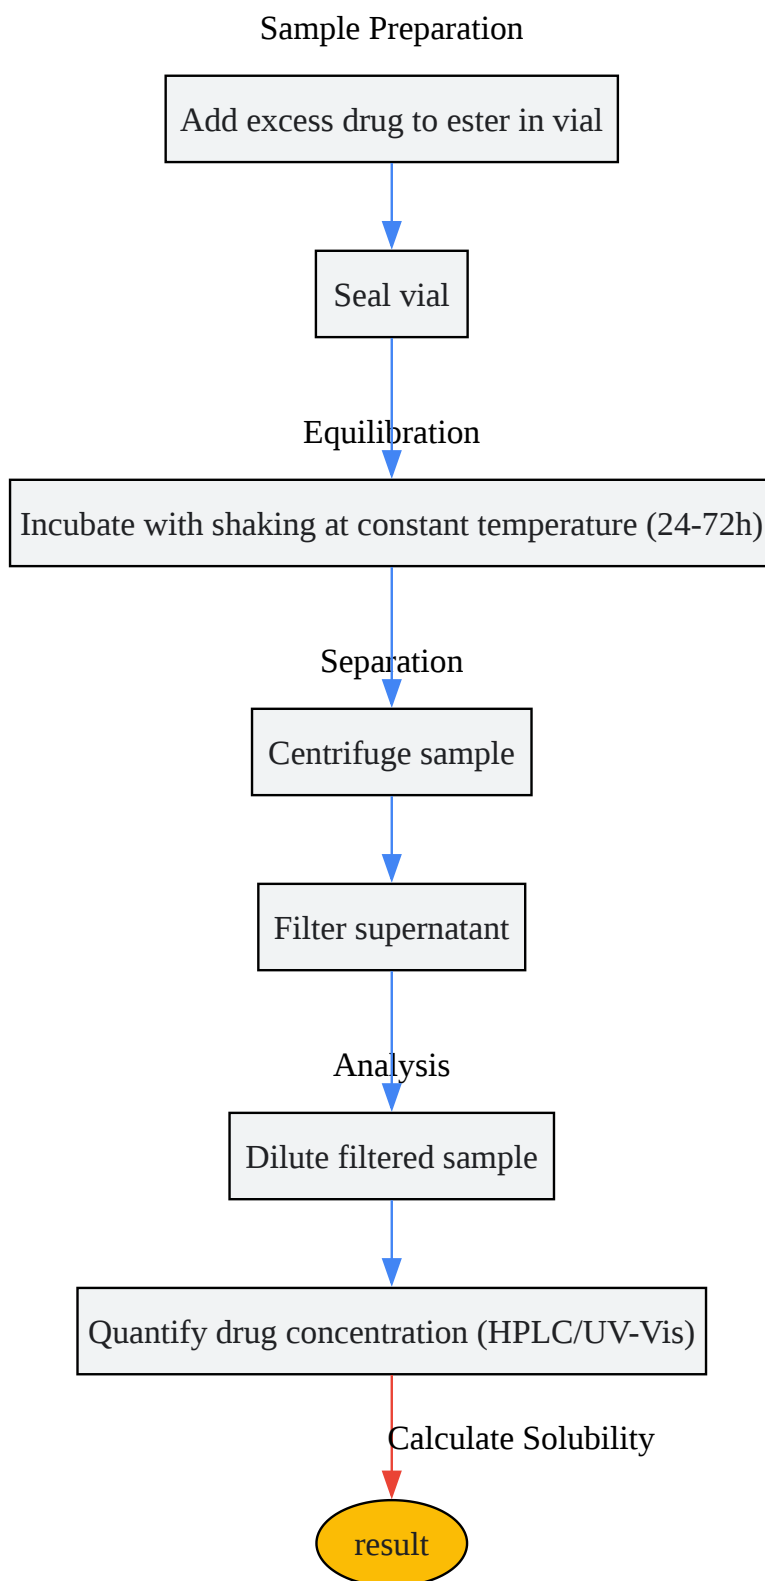 Sample Preparation
Add excess drug to ester in vial
Seal vial
Equilibration
Incubate with shaking at constant temperature (24-72h)
Separation
Centrifuge sample
Filter supernatant
Analysis
Dilute filtered sample
Quantify drug concentration (HPLC/UV-Vis)
Calculate Solubility
result